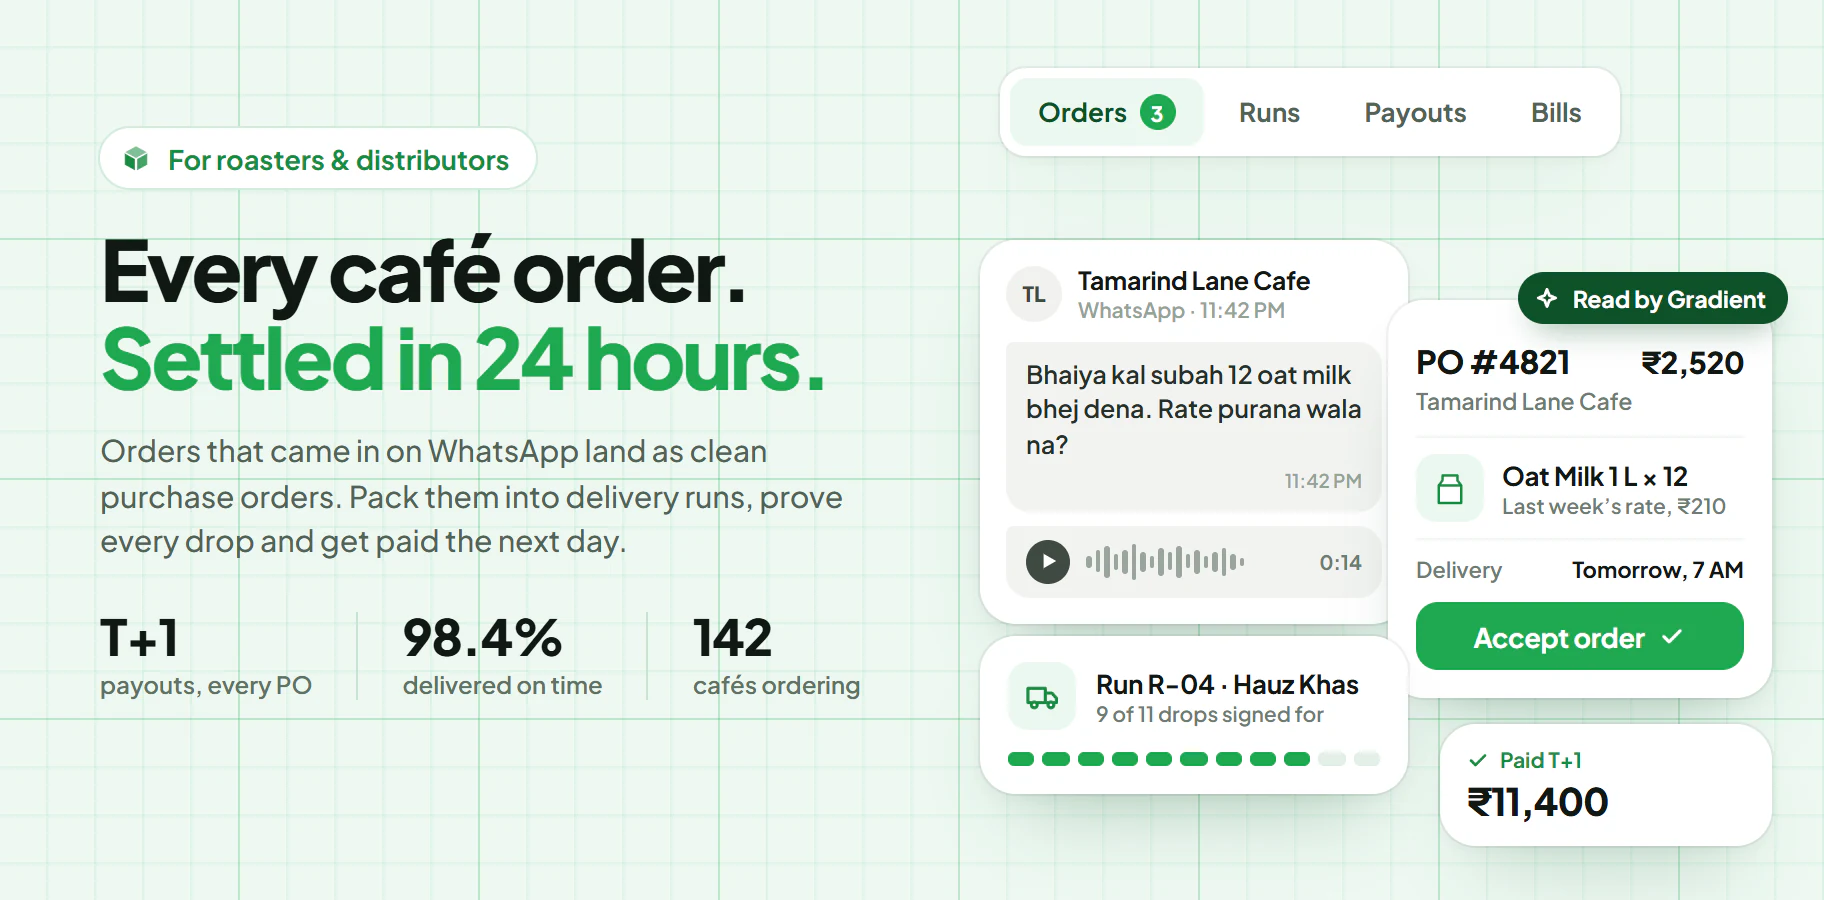 For roasters & distributors
Every café order.
Settled in 24 hours.
Orders that came in on WhatsApp land as clean
purchase orders. Pack them into delivery runs, prove
every drop and get paid the next day.
T+1
payouts, every PO
98.4%
delivered on time
142
cafés ordering
Orders 3 Runs Payouts Bills
TL
Tamarind Lane Cafe
WhatsApp · 11:42 PM
Bhaiya kal subah 12 oat milk
bhej dena. Rate purana wala
na?
11:42 PM
0:14
Read by Gradient
PO #4821 ₹2,520
Tamarind Lane Cafe
Oat Milk 1 L × 12
Last week’s rate, ₹210
Delivery Tomorrow, 7 AM
Accept order
Run R-04 · Hauz Khas
9 of 11 drops signed for
Paid T+1
₹11,400